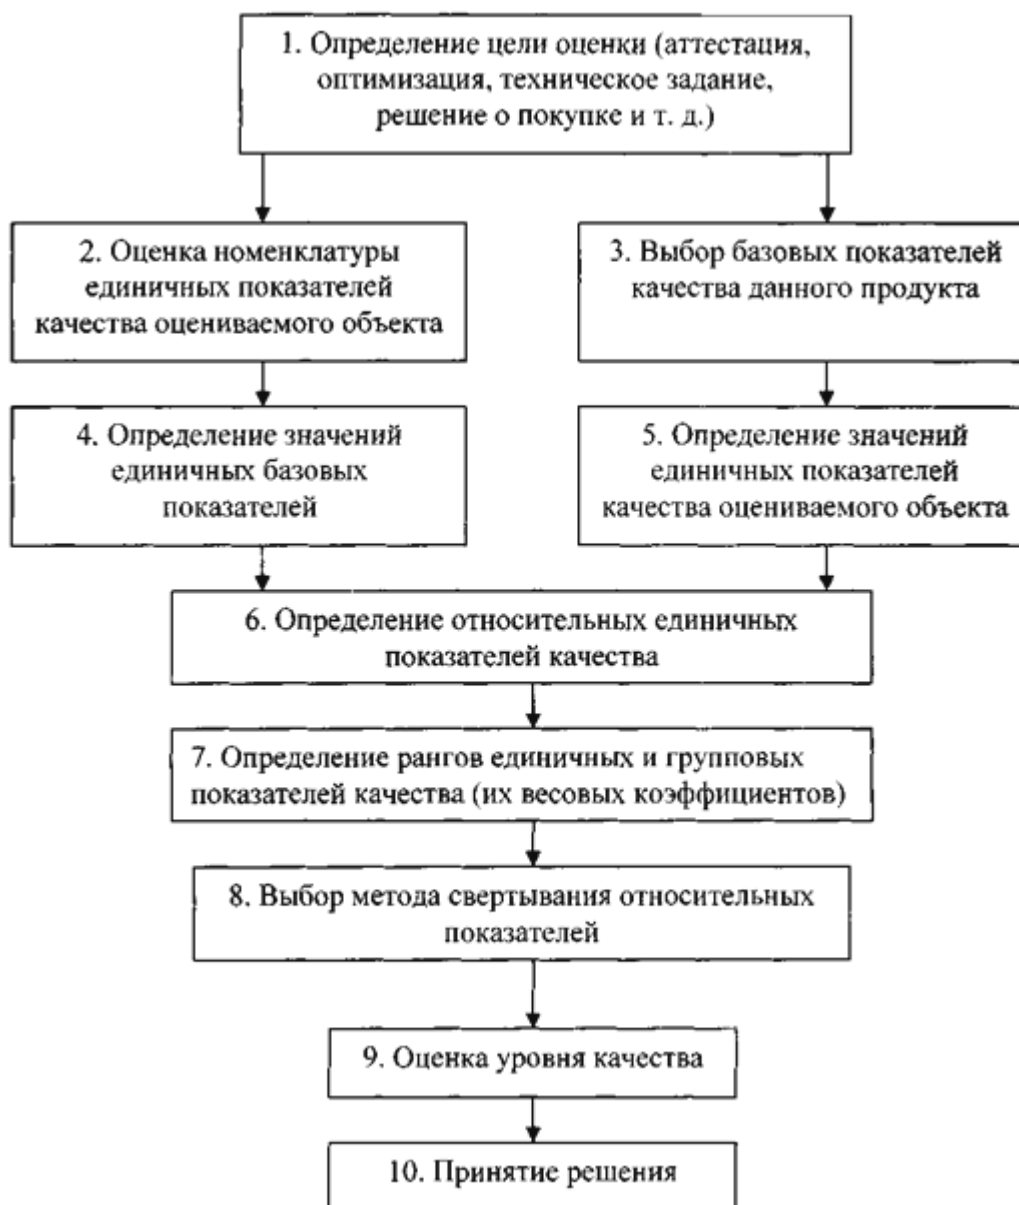 1. Определение цели оценки (аттестация,
оптимизация, техническое задание,
решение о покупке и т. д.)
2. Оценка номенклатуры
единичных показателей
качества оцениваемого объекта
3. Выбор базовых показателей
качества данного продукта
4. Определение значений
единичных базовых
показателей
5. Определение значений
единичных показателей
качества оцениваемого объекта
6. Определение относительных единичных
показателей качества
7. Определение рангов единичных и групповых
показателей качества (их весовых коэффициентов)
8. Выбор метода свертывания относительных
показателей
9. Оценка уровня качества
10. Принятие решения